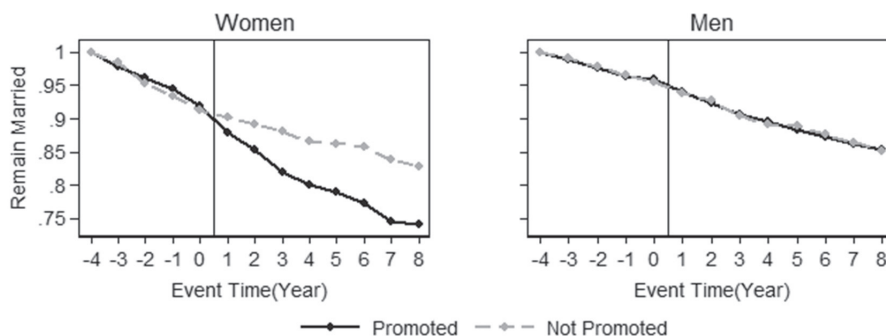 Women
Men
Remain Married
1
.95
.9
.85
.8
.75
-4 -3 -2 -1 0 1 2 3 4 5 6 7 8
-4 -3 -2 -1 0 1 2 3 4 5 6 7 8
Event Time(Year)
Event Time(Year)
Promoted
Not Promoted